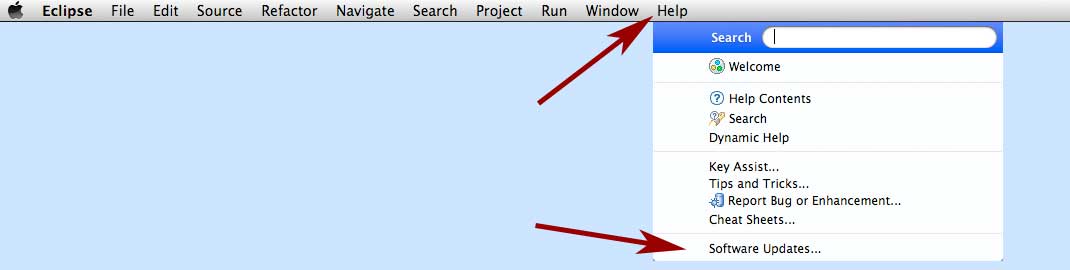 Eclipse File Edit Source Refactor Navigate Search Project Run Window Help
Search
Welcome
Help Contents
Search
Dynamic Help
Key Assist...
Tips and Tricks...
Report Bug or Enhancement...
Cheat Sheets...
Software Updates...